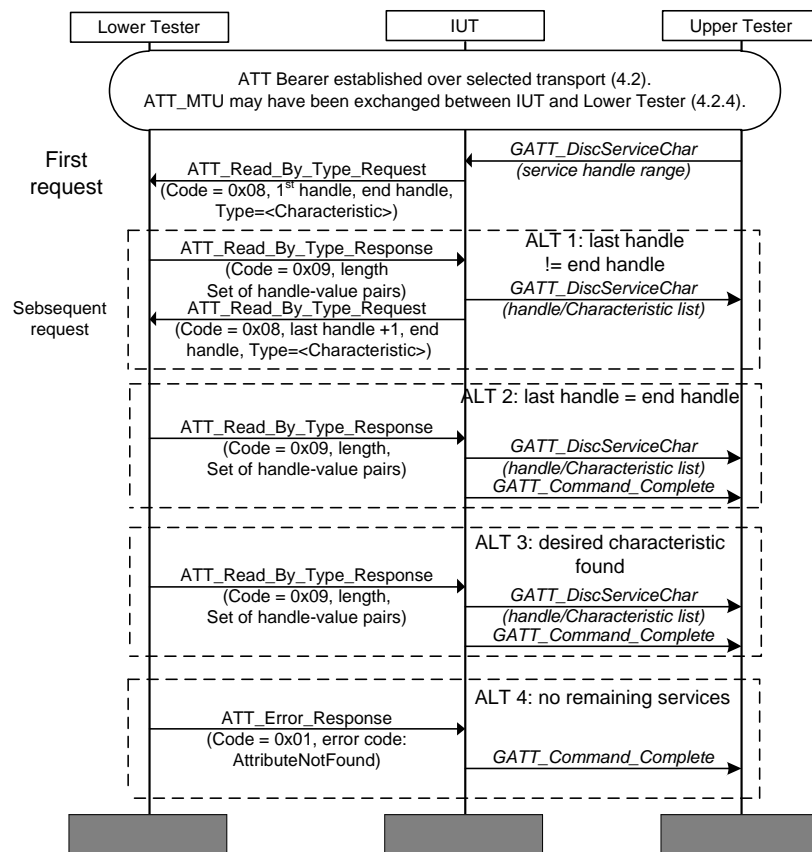 Lower Tester
IUT
Upper Tester
ATT Bearer established over selected transport (4.2).
ATT_MTU may have been exchanged between IUT and Lower Tester (4.2.4).
First
request
GATT_DiscServiceChar
(service handle range)
ATT_Read_By_Type_Request
(Code = 0x08, 1st handle, end handle,
Type=<Characteristic>)
ALT 1: last handle
!= end handle
ATT_Read_By_Type_Response
(Code = 0x09, length
Set of handle-value pairs)
GATT_DiscServiceChar
(handle/Characteristic list)
Sebsequent
request
ATT_Read_By_Type_Request
(Code = 0x08, last handle +1, end
handle, Type=<Characteristic>)
ALT 2: last handle = end handle
ATT_Read_By_Type_Response
(Code = 0x09, length,
Set of handle-value pairs)
GATT_DiscServiceChar
(handle/Characteristic list)
GATT_Command_Complete
ALT 3: desired characteristic
found
ATT_Read_By_Type_Response
(Code = 0x09, length,
Set of handle-value pairs)
GATT_DiscServiceChar
(handle/Characteristic list)
GATT_Command_Complete
ALT 4: no remaining services
ATT_Error_Response
(Code = 0x01, error code:
AttributeNotFound)
GATT_Command_Complete